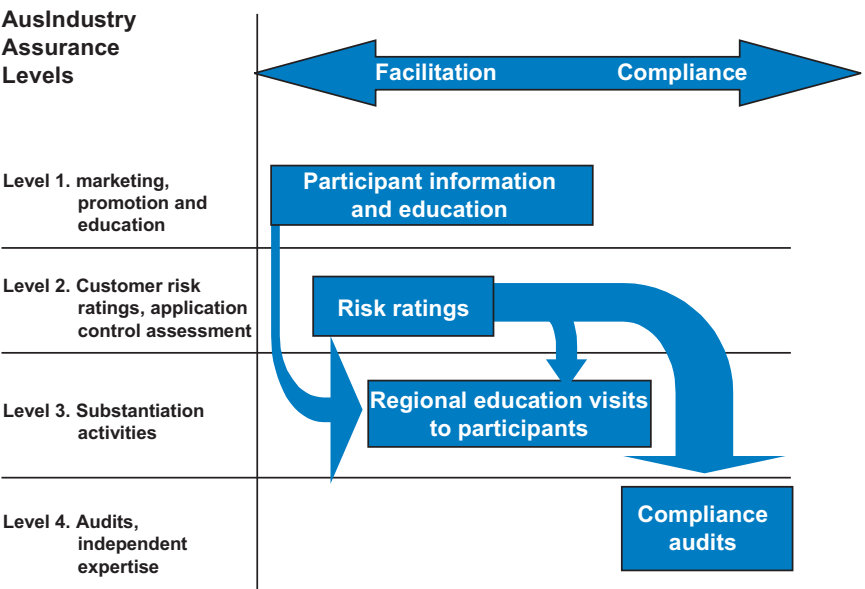 AusIndustry
Assurance
Levels
Facilitation Compliance
Level 1. marketing,
promotion and
education
Participant information
and education
Level 2. Customer risk
ratings, application
control assessment
Risk ratings
Level 3. Substantiation
activities
Regional education visits
to participants
Level 4. Audits,
independent
expertise
Compliance
audits